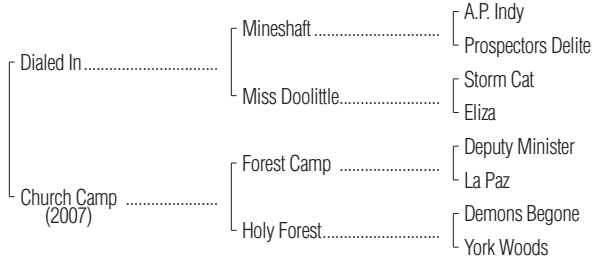 A.P. Indy
Mineshaft ..............................
Prospectors Delite
Dialed In................................
Storm Cat
Miss Doolittle........................
Eliza
Deputy Minister
Forest Camp ........................
La Paz
Church Camp ......................
(2007)
Demons Begone
Holy Forest............................
York Woods